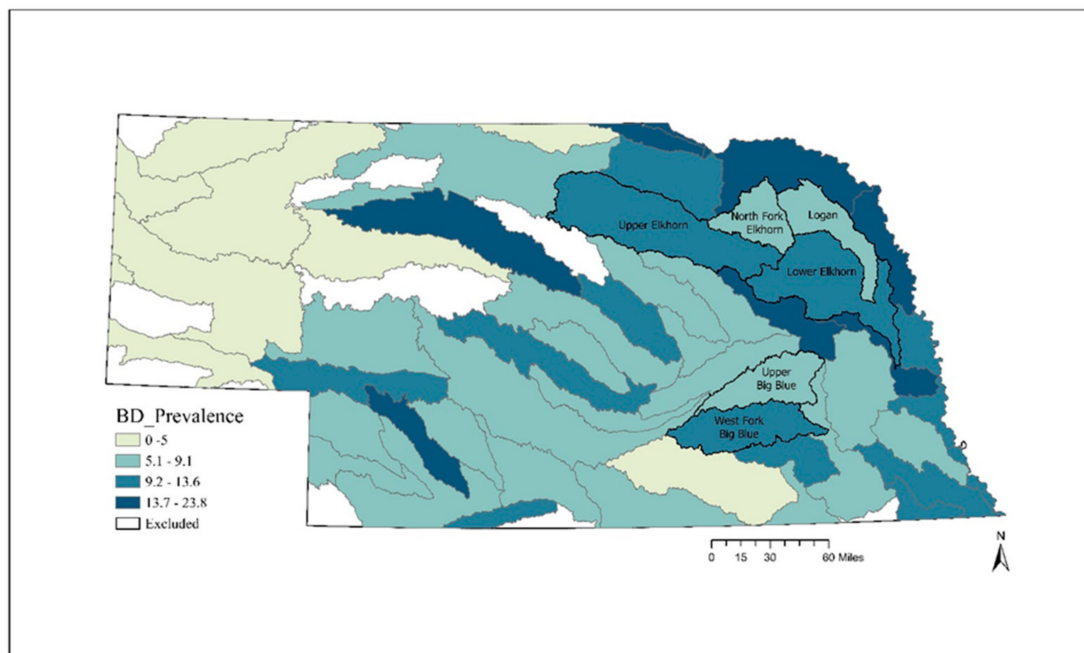 Upper Elkhorn
North Fork
Elkhorn
Logan
Lower Elkhorn
Upper
Big Blue
West Fork
Big Blue
BD_Prevalence
0 -5
5.1 - 9.1
9.2 - 13.6
13.7 - 23.8
Excluded
0 15 30 60 Miles
N